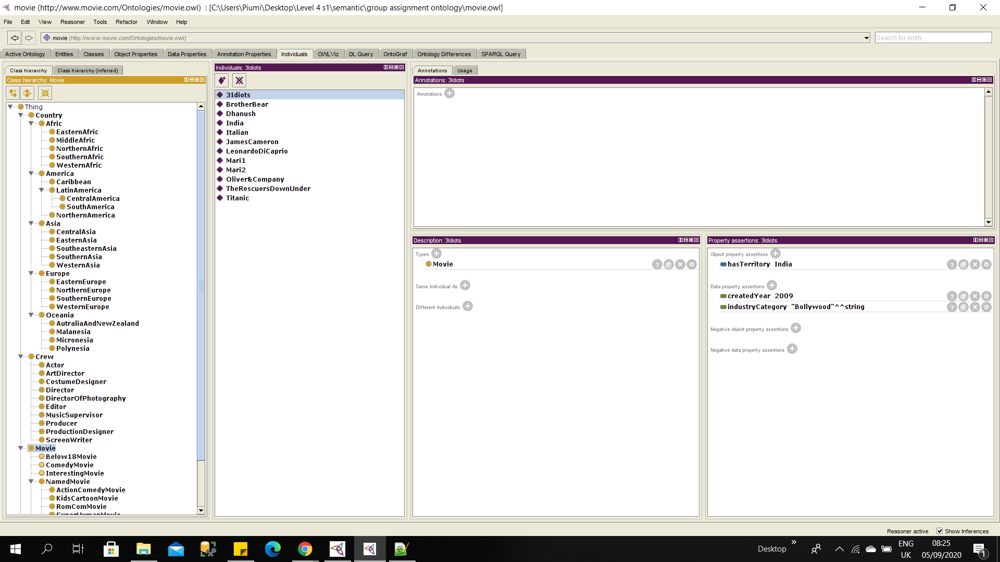 movie (http://www.movie.com/Ontologies/movie.owl) : [C:\Users\Piumi\Desktop\Level 4 s1\semantic\group assignment ontology\movie.owl]
File Edit View Reasoner Tools Refactor Window Help
movie (http://www.movie.com/Ontologies/movie.owl)
Search for entity
Active Ontology Entities Classes Object Properties Data Properties Annotation Properties Individuals OWLViz DL Query OntoGraf Ontology Differences SPARQL Query
Class hierarchy Class hierarchy (inferred)
Class hierarchy: Movie
Thing
Country
Afric
EasternAfric
MiddleAfric
NorthernAfric
SouthernAfric
WesternAfric
America
Caribbean
LatinAmerica
CentralAmerica
SouthAmerica
NorthernAmerica
Asia
CentralAsia
EasternAsia
SoutheasternAsia
SouthernAsia
WesternAsia
Europe
EasternEurope
NorthernEurope
SouthernEurope
WesternEurope
Oceania
AutraliaAndNewZealand
Malanesia
Micronesia
Polynesia
Crew
Actor
ArtDirector
CostumeDesigner
Director
DirectorOfPhotography
Editor
MusicSupervisor
Producer
ProductionDesigner
ScreenWriter
Movie
Below18Movie
ComedyMovie
InterestingMovie
NamedMovie
ActionComedyMovie
KidsCartoonMovie
RomComMovie
SuperHumanMovie
Individuals: 3Idiots
3Idiots
BrotherBear
Dhanush
India
Italian
JamesCameron
LeonardoDiCaprio
Mari1
Mari2
Oliver&Company
TheRescuersDownUnder
Titanic
Annotations Usage
Annotations: 3Idiots
Annotations
Description: 3Idiots
Types
Movie
Same Individual As
Different Individuals
Property assertions: 3Idiots
Object property assertions
hasTerritory India
Data property assertions
createdYear 2009
industryCategory "Bollywood"^^string
Negative object property assertions
Negative data property assertions
Reasoner active Show Inferences
Desktop
ENG
UK
08:25
05/09/2020
1